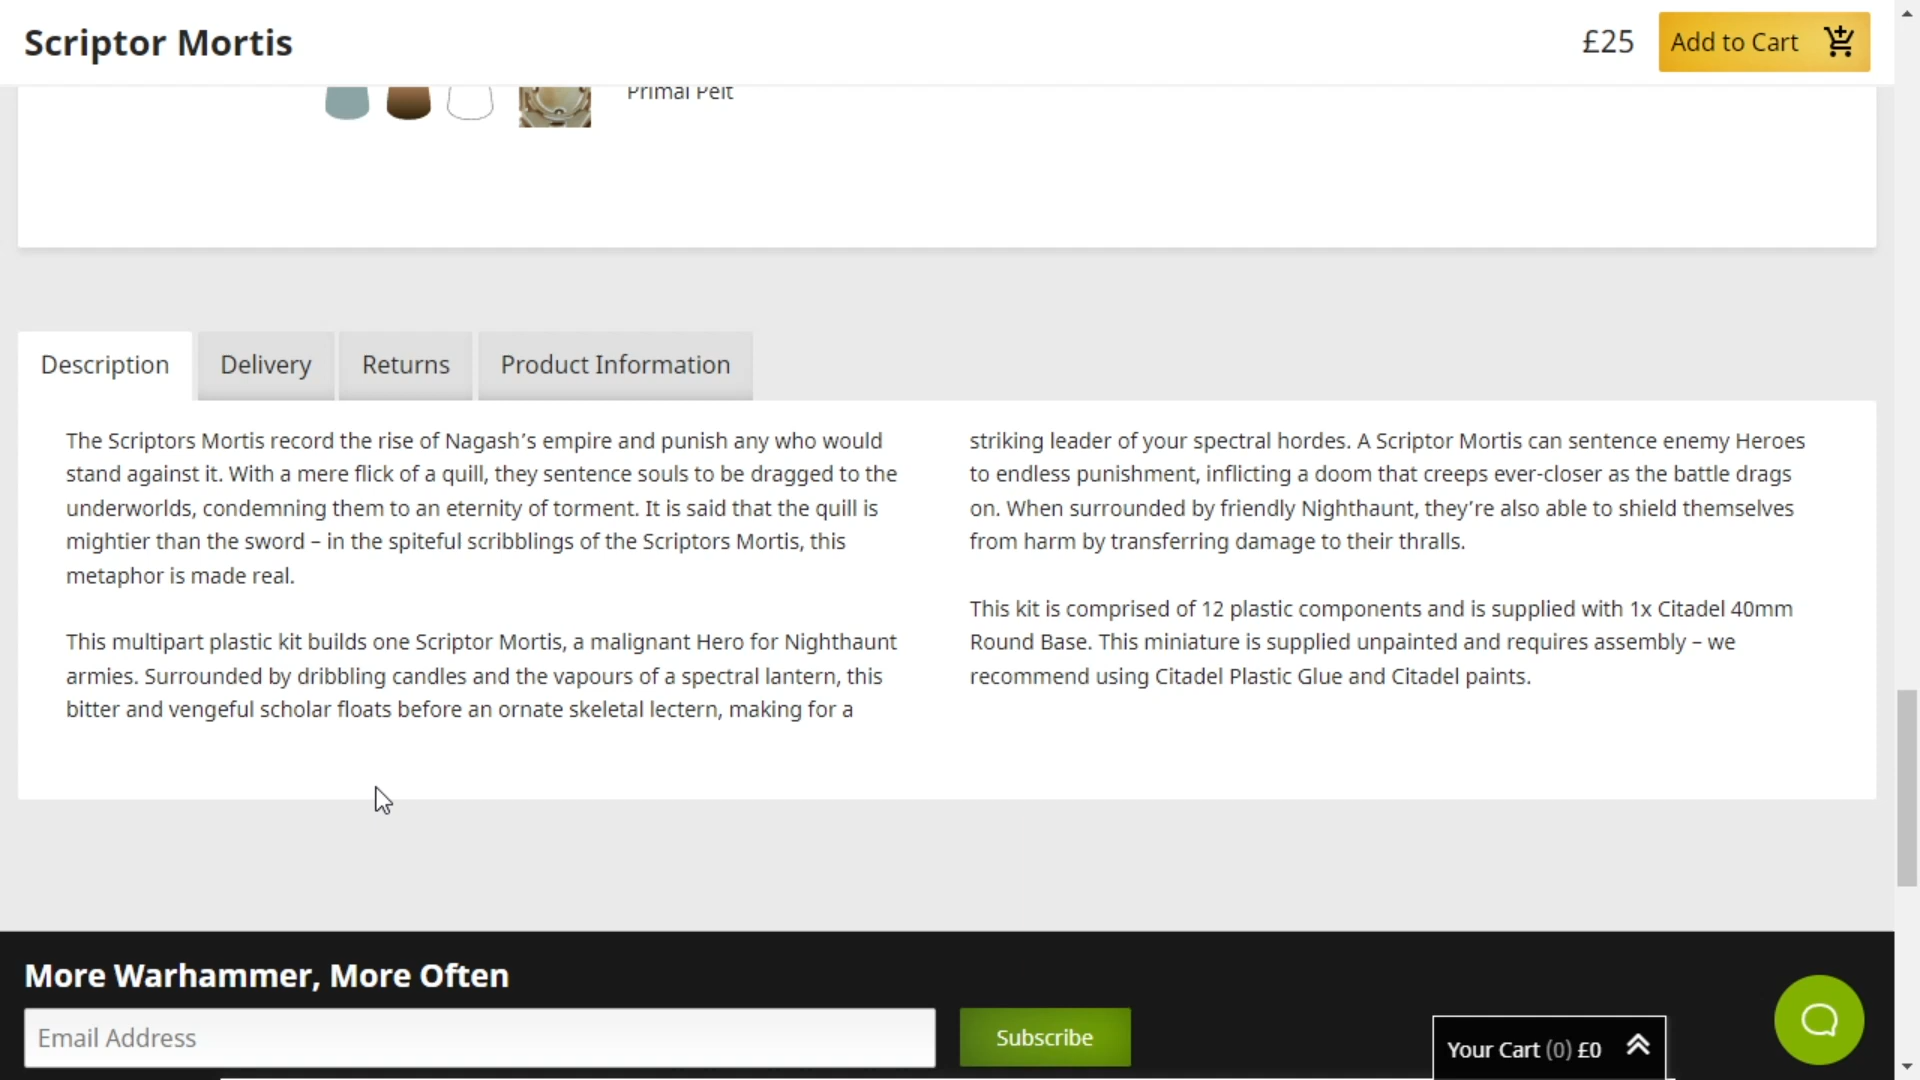 Scriptor Mortis
£25
Add to Cart
Primal Pelt
Description
Delivery
Returns
Product Information
The Scriptors Mortis record the rise of Nagash’s empire and punish any who would
stand against it. With a mere flick of a quill, they sentence souls to be dragged to the
underworlds, condemning them to an eternity of torment. It is said that the quill is
mightier than the sword – in the spiteful scribblings of the Scriptors Mortis, this
metaphor is made real.
This multipart plastic kit builds one Scriptor Mortis, a malignant Hero for Nighthaunt
armies. Surrounded by dribbling candles and the vapours of a spectral lantern, this
bitter and vengeful scholar floats before an ornate skeletal lectern, making for a
striking leader of your spectral hordes. A Scriptor Mortis can sentence enemy Heroes
to endless punishment, inflicting a doom that creeps ever-closer as the battle drags
on. When surrounded by friendly Nighthaunt, they’re also able to shield themselves
from harm by transferring damage to their thralls.
This kit is comprised of 12 plastic components and is supplied with 1x Citadel 40mm
Round Base. This miniature is supplied unpainted and requires assembly – we
recommend using Citadel Plastic Glue and Citadel paints.
More Warhammer, More Often
Email Address
Subscribe
Your Cart (0) £0